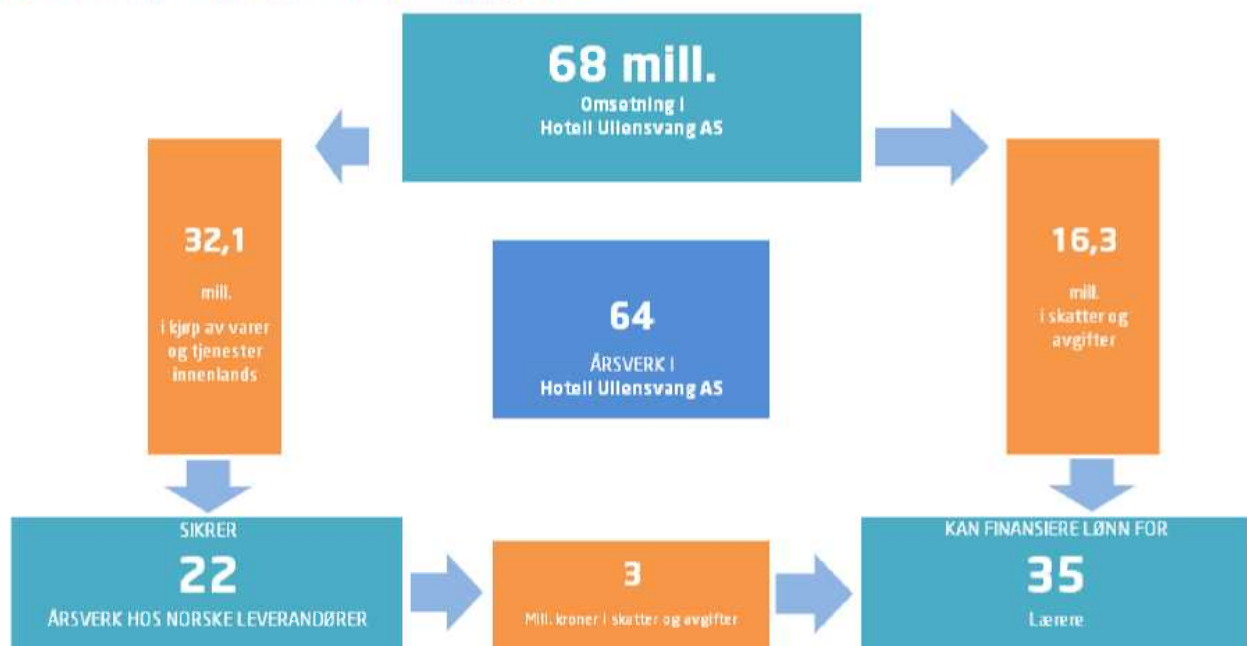 68 mill.
Omsetning i
Hotell Ullensvang AS
32,1
mill.
i kjøp av varer
og tjenester
innenlands
64
ÅRSVERK I
Hotell Ullensvang AS
16,3
mill.
i skatter og
avgifter
SIKRER
22
ÅRSVERK HOS NORSKE LEVERANDØRER
3
Mill. kroner i skatter og avgifter
KAN FINANSIERE LØNN FOR
35
Lærere